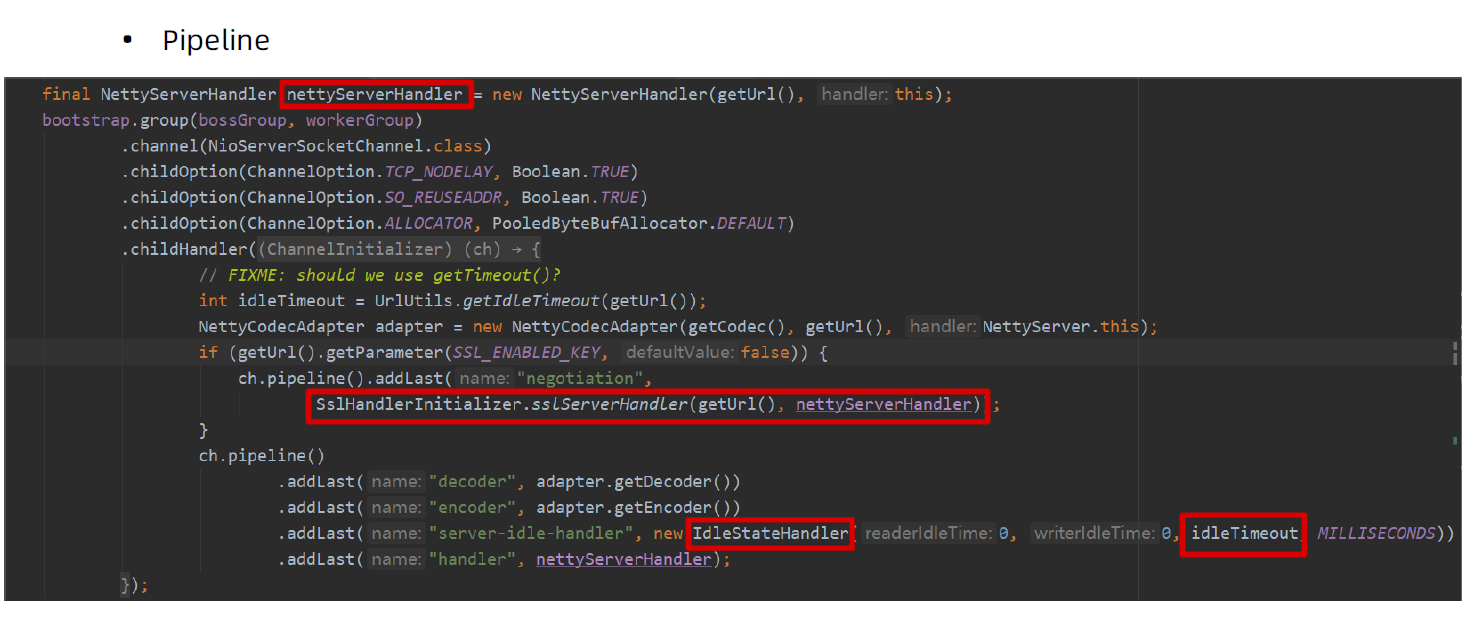 • Pipeline
final NettyServerHandler nettyServerHandler = new NettyServerHandler(getUrl(), handler: this);
bootstrap.group(bossGroup, workerGroup)
.channel(NioServerSocketChannel.class)
.childOption(ChannelOption.TCP_NODELAY, Boolean.TRUE)
.childOption(ChannelOption.SO_REUSEADDR, Boolean.TRUE)
.childOption(ChannelOption.ALLOCATOR, PooledByteBufAllocator.DEFAULT)
.childHandler((ChannelInitializer) (ch) → {
// FIXME: should we use getTimeout()?
int idleTimeout = UrlUtils.getIdleTimeout(getUrl());
NettyCodecAdapter adapter = new NettyCodecAdapter(getCodec(), getUrl(), handler: NettyServer.this);
if (getUrl().getParameter(SSL_ENABLED_KEY, defaultValue: false)) {
ch.pipeline().addLast( name: "negotiation",
SslHandlerInitializer.sslServerHandler(getUrl(), nettyServerHandler));
}
ch.pipeline()
.addLast( name: "decoder", adapter.getDecoder())
.addLast( name: "encoder", adapter.getEncoder())
.addLast( name: "server-idle-handler", new IdleStateHandler( readerIdleTime: 0, writerIdleTime: 0, idleTimeout, MILLISECONDS))
.addLast( name: "handler", nettyServerHandler);
});